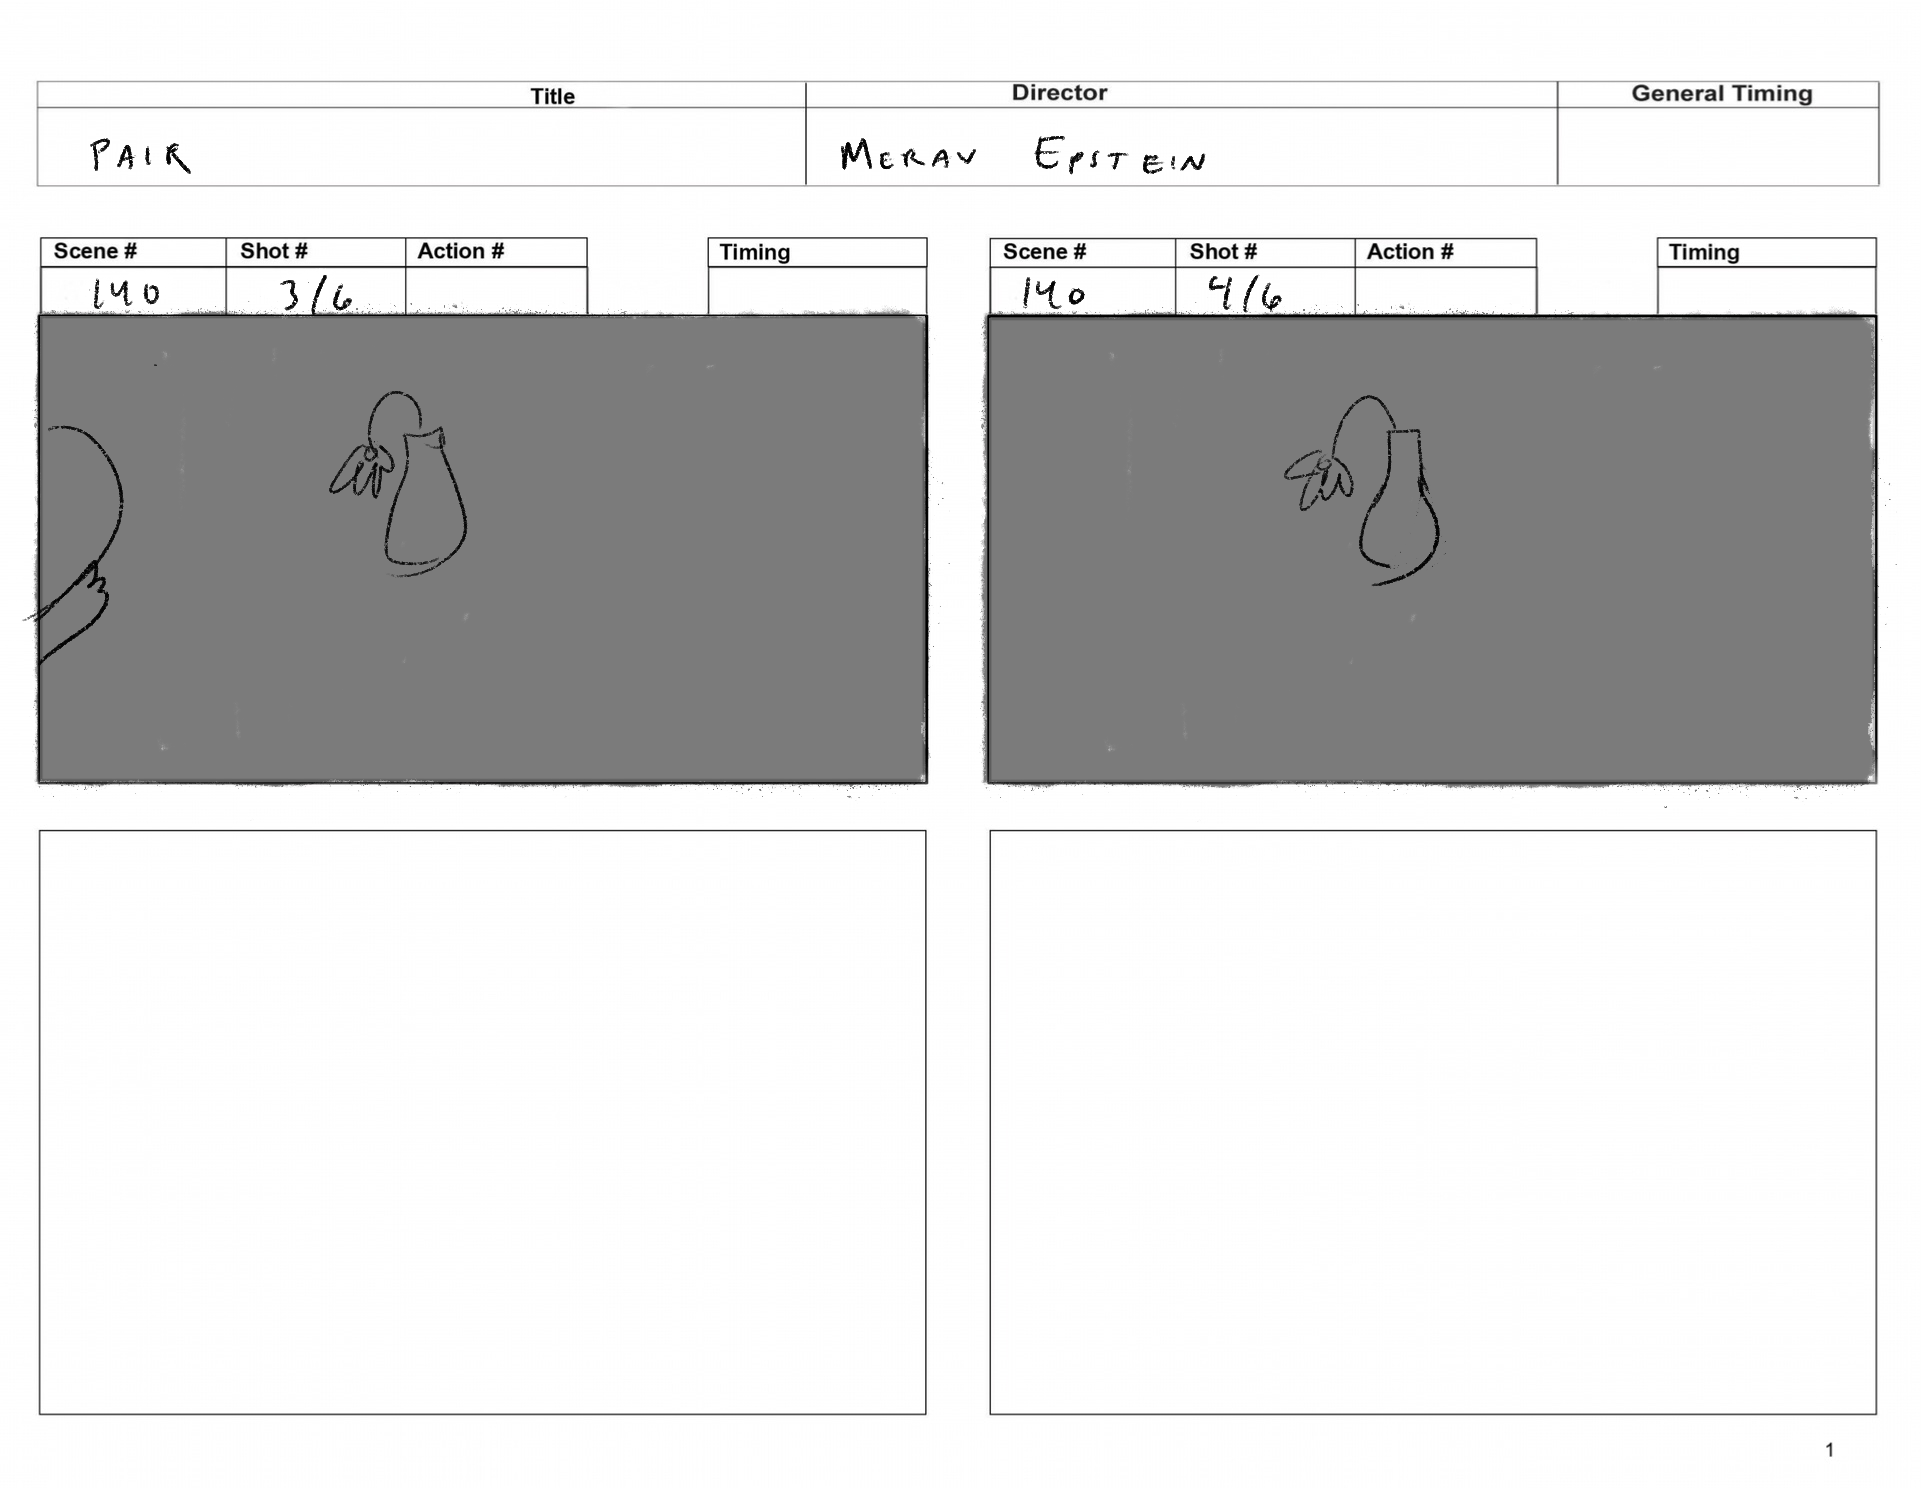 Title Director General Timing
PAIR MERAV EPSTEIN
Scene # Shot # Action # Timing
140 3/6
Scene # Shot # Action # Timing
140 4/6
1